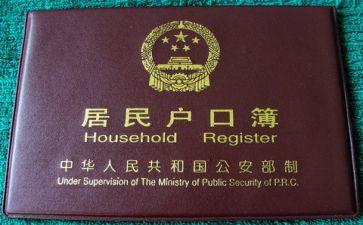 居民户口簿
Household Register
中华人民共和国公安部制
Under Supervision of The Ministry of Public Security of P.R.C.